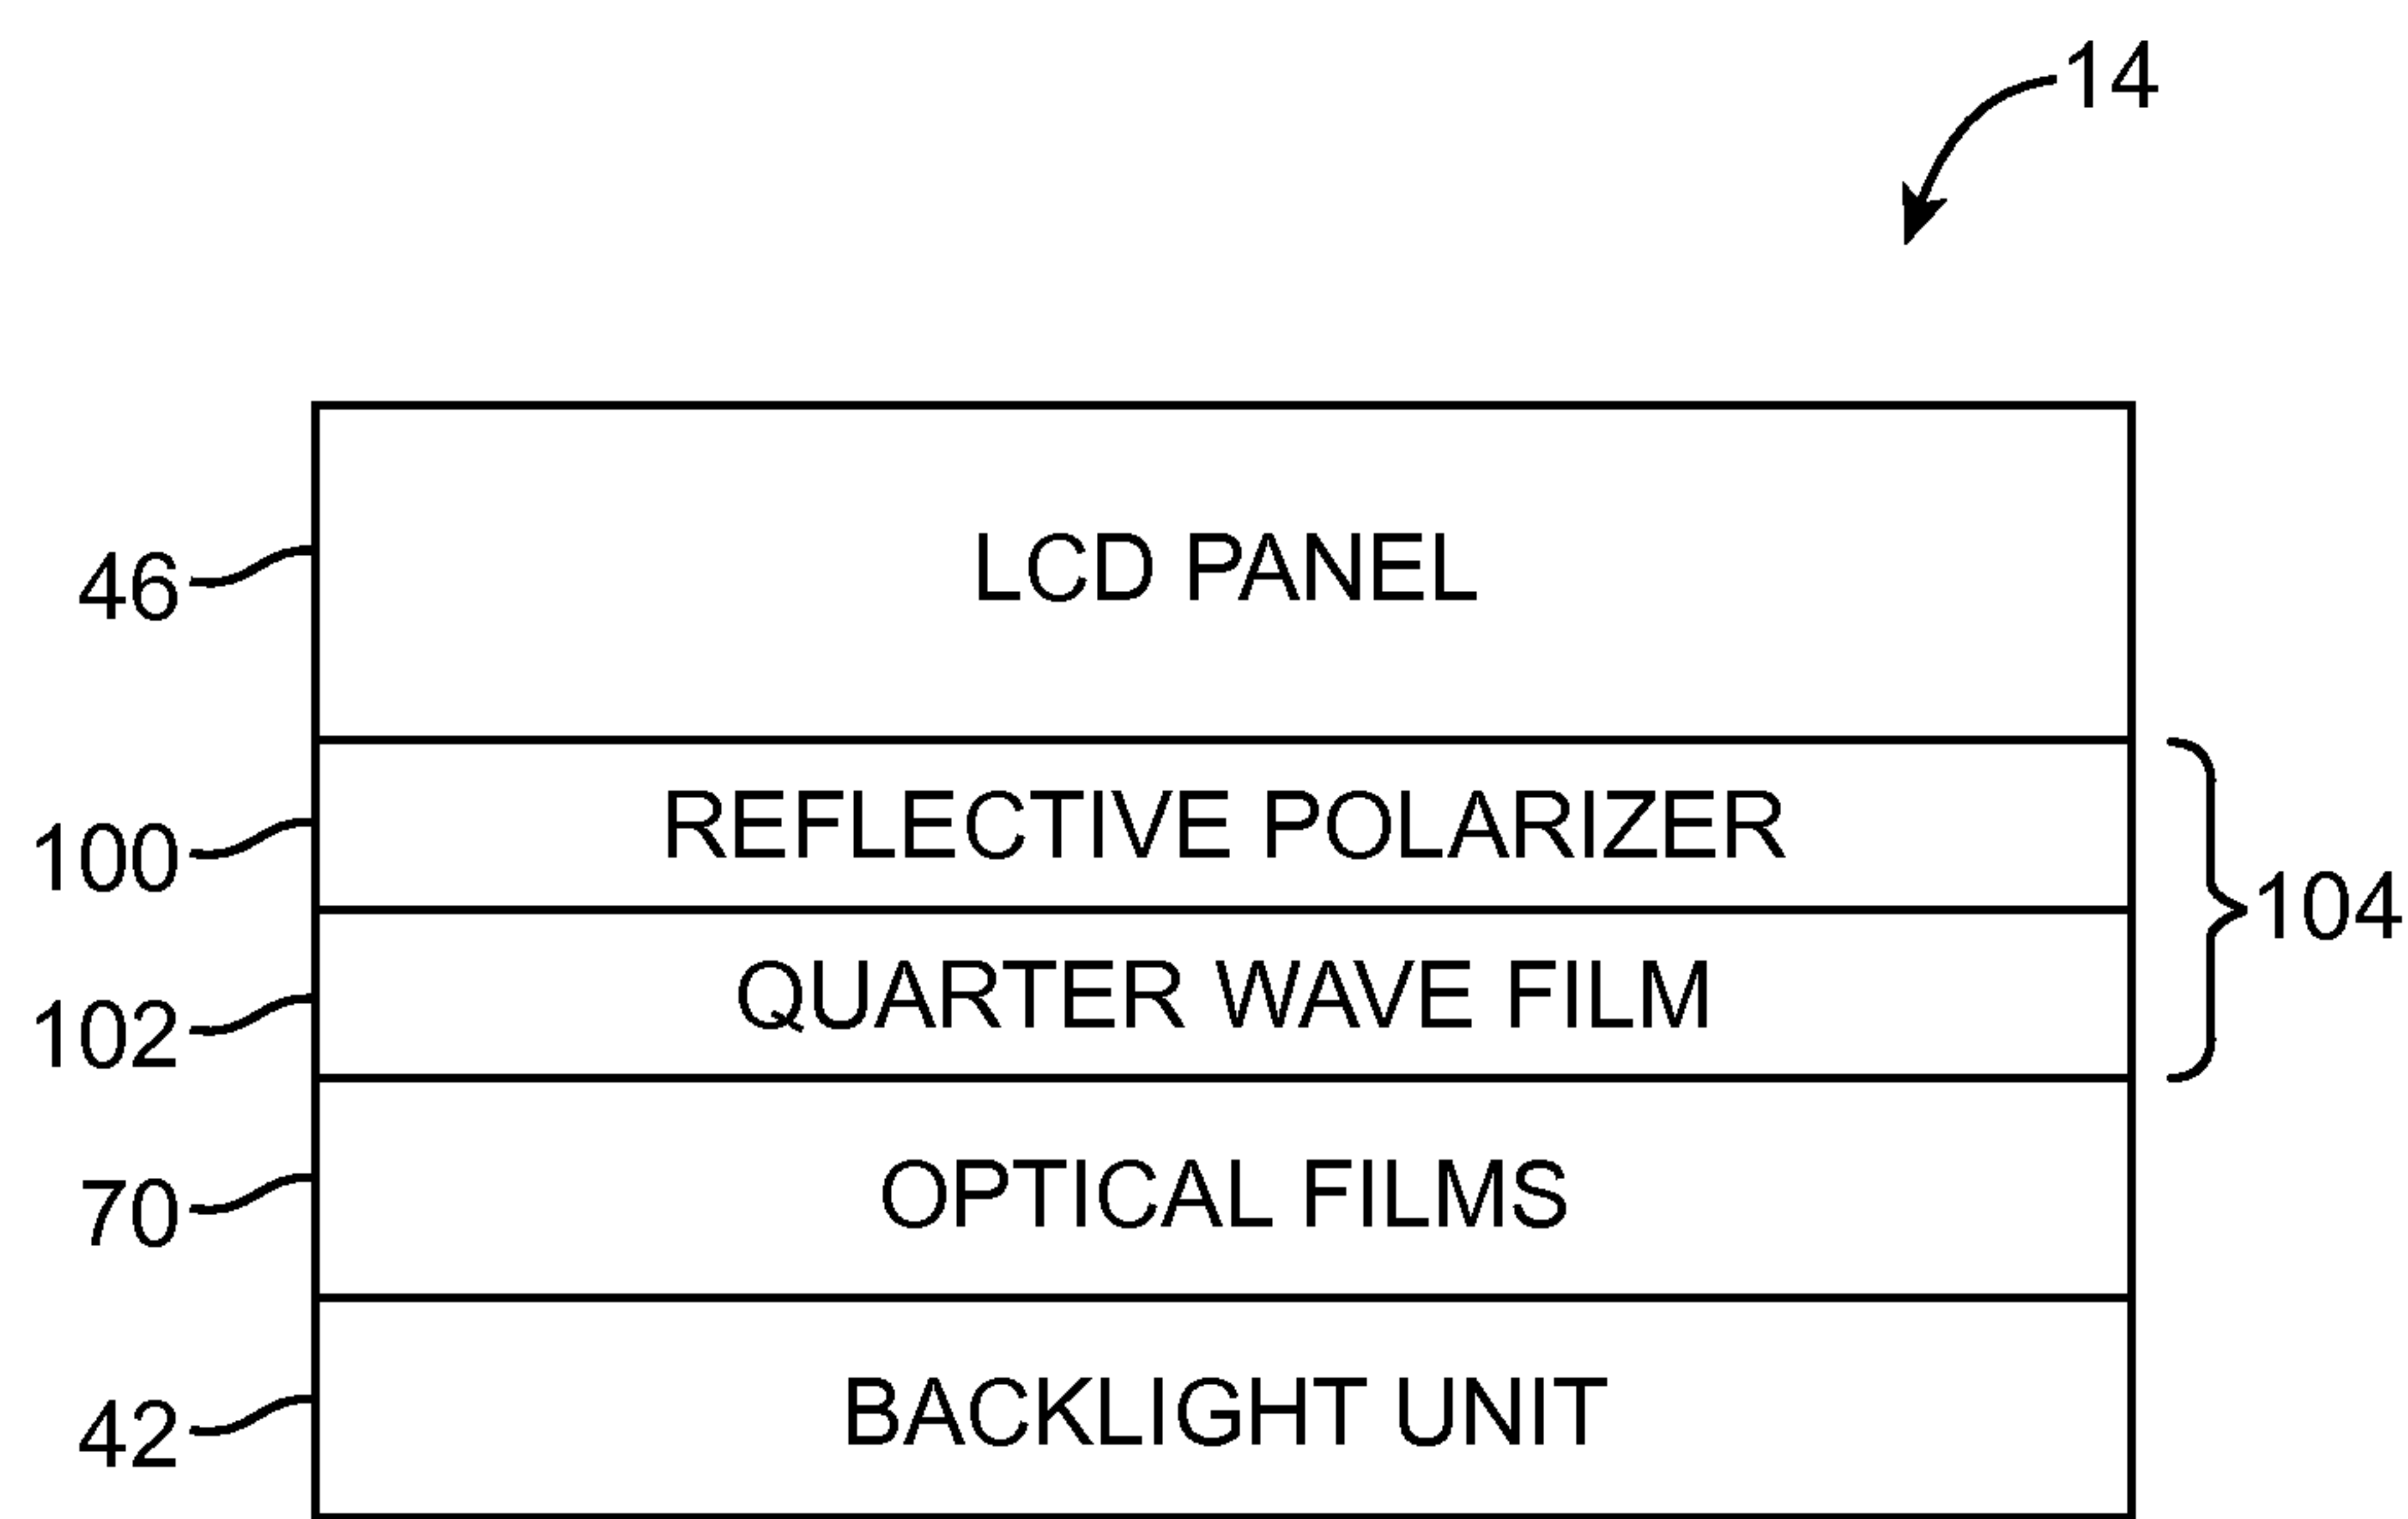 14
46
LCD PANEL
100
REFLECTIVE POLARIZER
104
102
QUARTER WAVE FILM
70
OPTICAL FILMS
42
BACKLIGHT UNIT